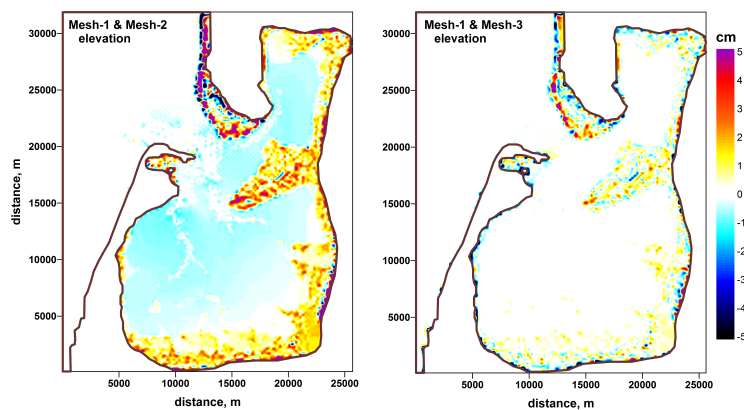 Mesh-1 & Mesh-2
elevation
30000
25000
20000
15000
10000
5000
distance, m
5000 10000 15000 20000 25000
distance, m
Mesh-1 & Mesh-3
elevation
30000
25000
20000
15000
10000
5000
5000 10000 15000 20000 25000
distance, m
cm
5
4
3
2
1
0
-1
-2
-3
-4
-5